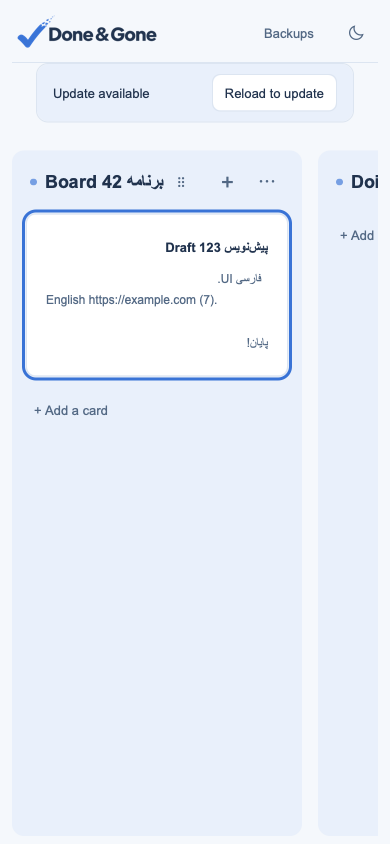 Done & Gone
Backups
Update available
Reload to update
Board 42 برنامه
+
...
Doi
+ Add
پیش‌نویس Draft 123
فارسی UI.
English https://example.com (7).
پایان!
+ Add a card